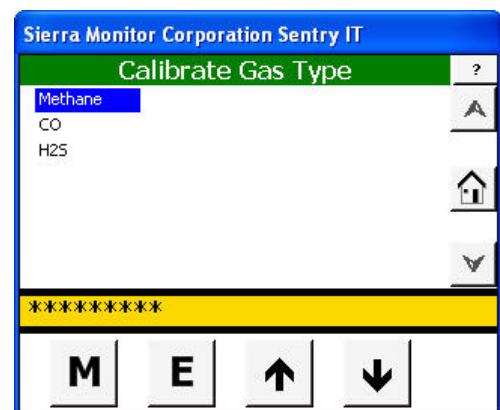 Sierra Monitor Corporation Sentry IT
Calibrate Gas Type
?
Methane
CO
H2S
*********
M E